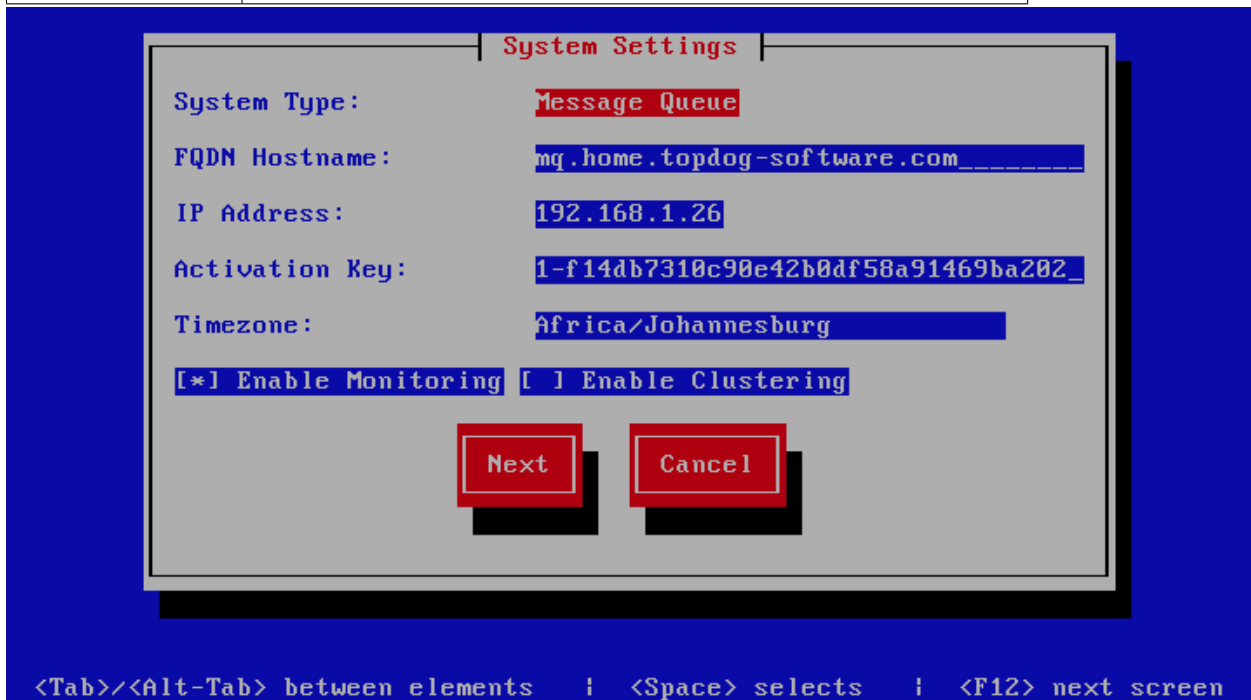 System Settings
System Type: Message Queue
FQDN Hostname: mq.home.topdog-software.com________
IP Address: 192.168.1.26
Activation Key: 1-f14db7310c90e42b0df58a91469ba202_
Timezone: Africa/Johannesburg
[*] Enable Monitoring [ ] Enable Clustering
Next Cancel
<Tab>/<Alt-Tab> between elements | <Space> selects | <F12> next screen